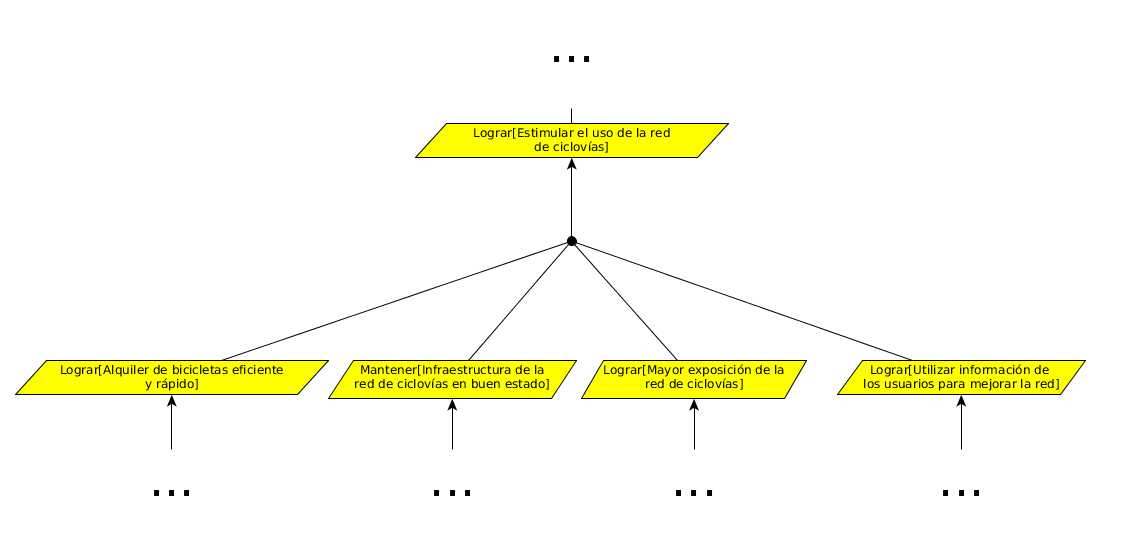 ...
Lograr[Estimular el uso de la red
de ciclovías]
Lograr[Alquiler de bicicletas eficiente
y rápido]
Mantener[Infraestructura de la
red de ciclovías en buen estado]
Lograr[Mayor exposición de la
red de ciclovías]
Lograr[Utilizar información de
los usuarios para mejorar la red]
...
...
...
...